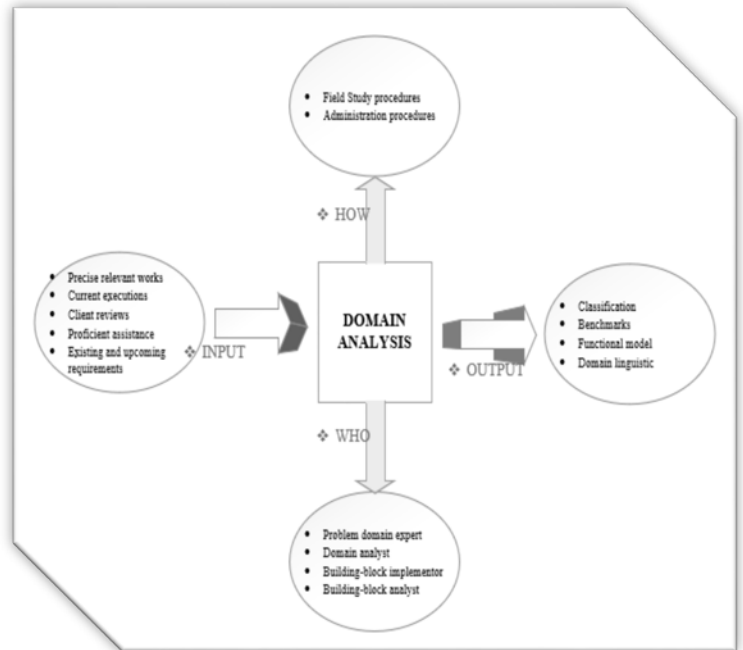 • Field Study procedures
• Administration procedures
❖ HOW
• Precise relevant works
• Current executions
• Client reviews
• Proficient assistance
• Existing and upcoming
requirements
❖ INPUT
DOMAIN
ANALYSIS
• Classification
• Benchmarks
• Functional model
• Domain linguistic
❖ OUTPUT
❖ WHO
• Problem domain expert
• Domain analyst
• Building-block implementor
• Building-block analyst